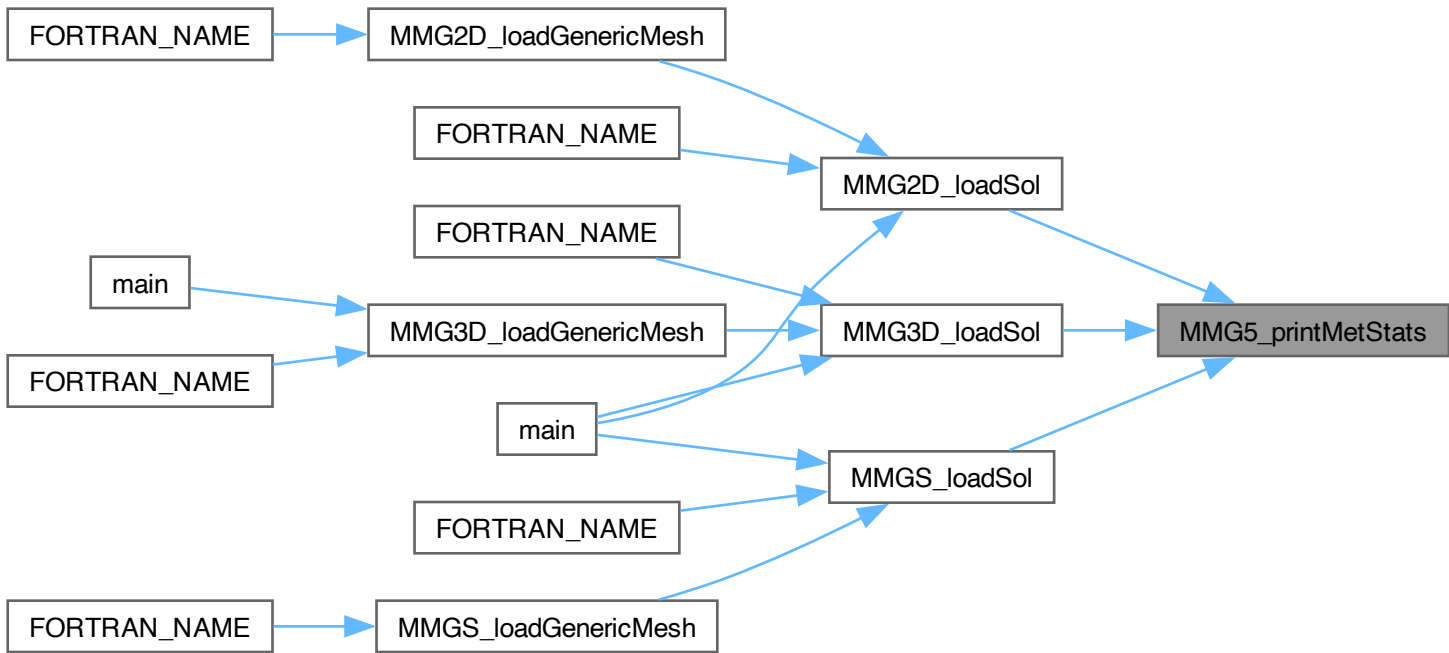 FORTRAN_NAME
MMG2D_loadGenericMesh
FORTRAN_NAME
MMG2D_loadSol
FORTRAN_NAME
main
MMG3D_loadGenericMesh
MMG3D_loadSol
MMG5_printMetStats
FORTRAN_NAME
main
MMGS_loadSol
FORTRAN_NAME
FORTRAN_NAME
MMGS_loadGenericMesh